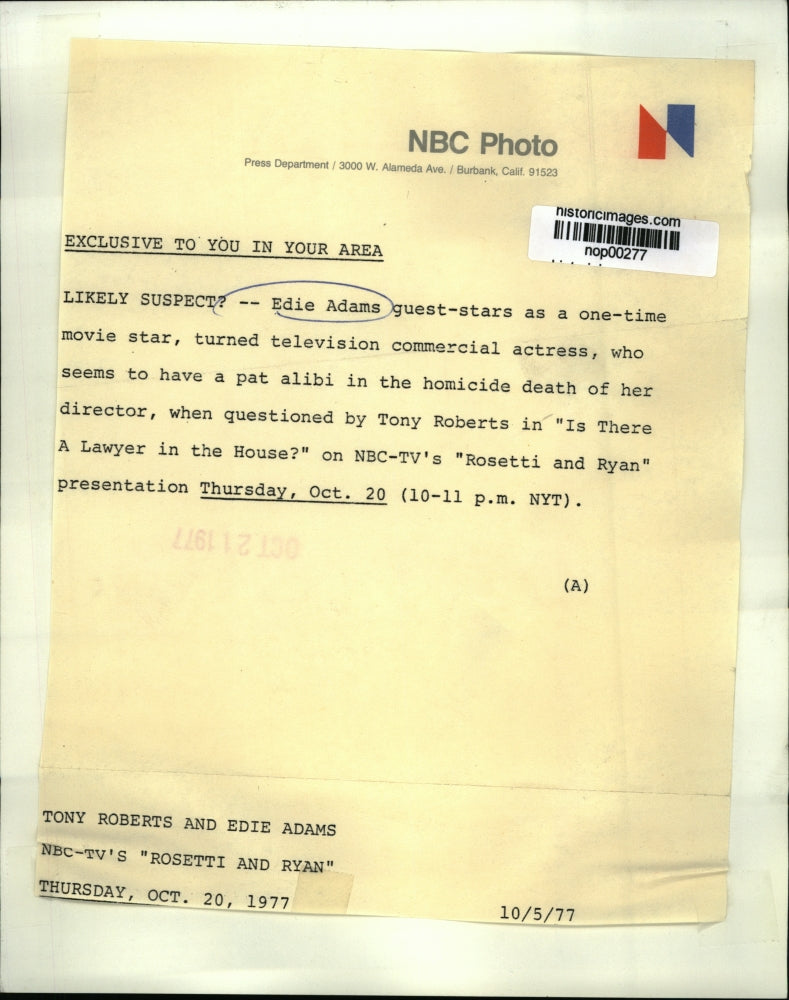 NBC Photo
Press Department / 3000 W. Alameda Ave. / Burbank, Calif. 91523
historicimages.com
nop00277
EXCLUSIVE TO YOU IN YOUR AREA
LIKELY SUSPECT? -- Edie Adams guest-stars as a one-time
movie star, turned television commercial actress, who
seems to have a pat alibi in the homicide death of her
director, when questioned by Tony Roberts in "Is There
A Lawyer in the House?" on NBC-TV's "Rosetti and Ryan"
presentation Thursday, Oct. 20 (10-11 p.m. NYT).
OCT 21 1977
(A)
TONY ROBERTS AND EDIE ADAMS
NBC-TV'S "ROSETTI AND RYAN"
THURSDAY, OCT. 20, 1977
10/5/77